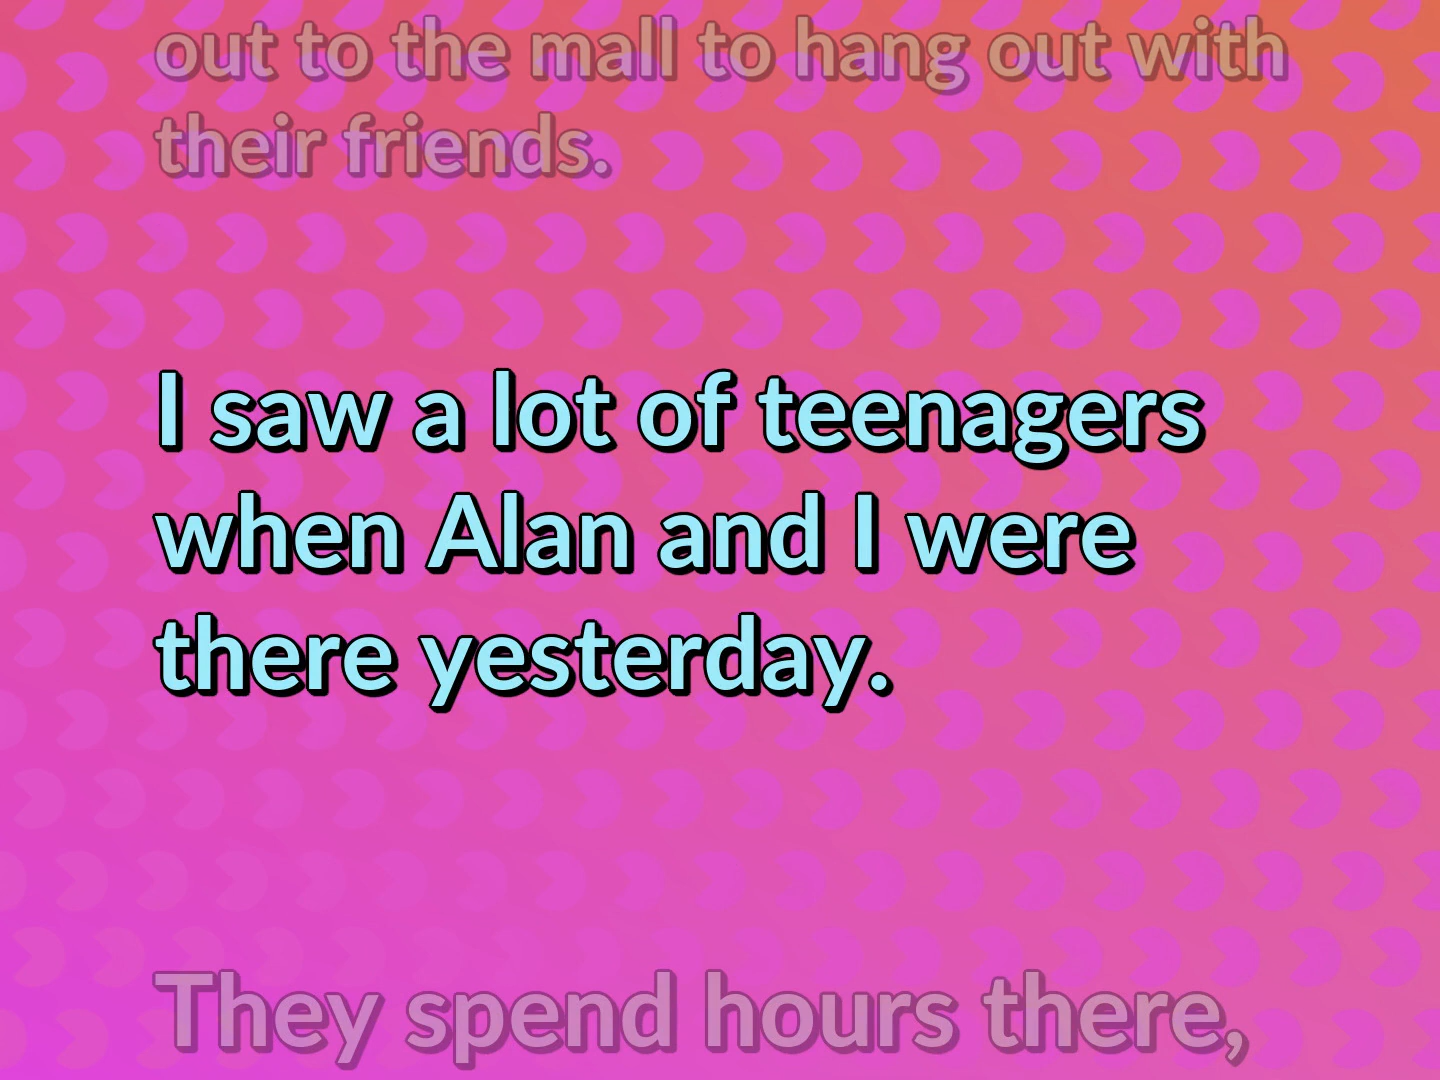 out to the mall to hang out with
their friends.
I saw a lot of teenagers
when Alan and I were
there yesterday.
They spend hours there,